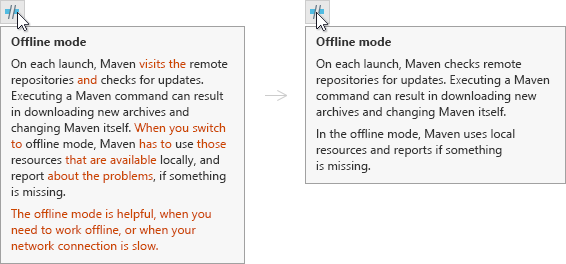 Offline mode
On each launch, Maven visits the remote
repositories and checks for updates.
Executing a Maven command can result
in downloading new archives and
changing Maven itself. When you switch
to offline mode, Maven has to use those
resources that are available locally, and
report about the problems, if something
is missing.
The offline mode is helpful, when you
need to work offline, or when your
network connection is slow.
Offline mode
On each launch, Maven checks remote
repositories for updates. Executing a Maven
command can result in downloading new
archives and changing Maven itself.
In the offline mode, Maven uses local
resources and reports if something
is missing.